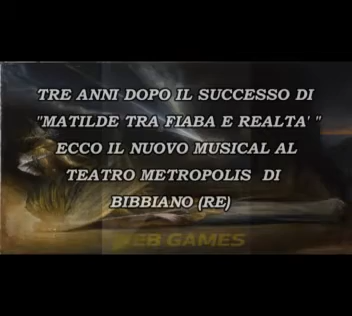 TRE ANNI DOPO IL SUCCESSO DI
"MATILDE TRA FIABA E REALTA' "
ECCO IL NUOVO MUSICAL AL
TEATRO METROPOLIS DI
BIBBIANO (RE)
EB GAMES